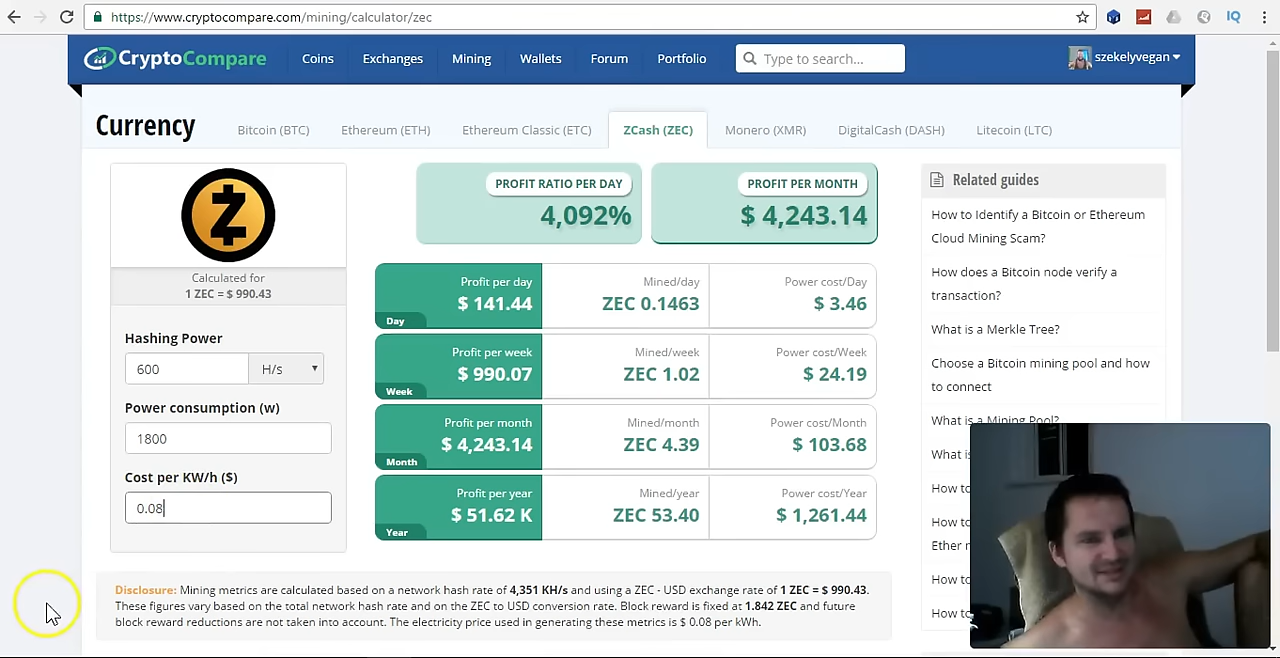 https://www.cryptocompare.com/mining/calculator/zec
CryptoCompare
Coins
Exchanges
Mining
Wallets
Forum
Portfolio
Type to search...
szekelyvegan
Currency
Bitcoin (BTC)
Ethereum (ETH)
Ethereum Classic (ETC)
ZCash (ZEC)
Monero (XMR)
DigitalCash (DASH)
Litecoin (LTC)
Calculated for
1 ZEC = $ 990.43
Hashing Power
600
H/s
Power consumption (w)
1800
Cost per KW/h ($)
0.08
PROFIT RATIO PER DAY
4,092%
PROFIT PER MONTH
$ 4,243.14
Profit per day
$ 141.44
Day
Mined/day
ZEC 0.1463
Power cost/Day
$ 3.46
Profit per week
$ 990.07
Week
Mined/week
ZEC 1.02
Power cost/Week
$ 24.19
Profit per month
$ 4,243.14
Month
Mined/month
ZEC 4.39
Power cost/Month
$ 103.68
Profit per year
$ 51.62 K
Year
Mined/year
ZEC 53.40
Power cost/Year
$ 1,261.44
Disclosure: Mining metrics are calculated based on a network hash rate of 4,351 KH/s and using a ZEC - USD exchange rate of 1 ZEC = $ 990.43.
These figures vary based on the total network hash rate and on the ZEC to USD conversion rate. Block reward is fixed at 1.842 ZEC and future
block reward reductions are not taken into account. The electricity price used in generating these metrics is $ 0.08 per kWh.
Related guides
How to Identify a Bitcoin or Ethereum
Cloud Mining Scam?
How does a Bitcoin node verify a
transaction?
What is a Merkle Tree?
Choose a Bitcoin mining pool and how
to connect
What is a Mining Pool?
What
How
How
Ether
How
How